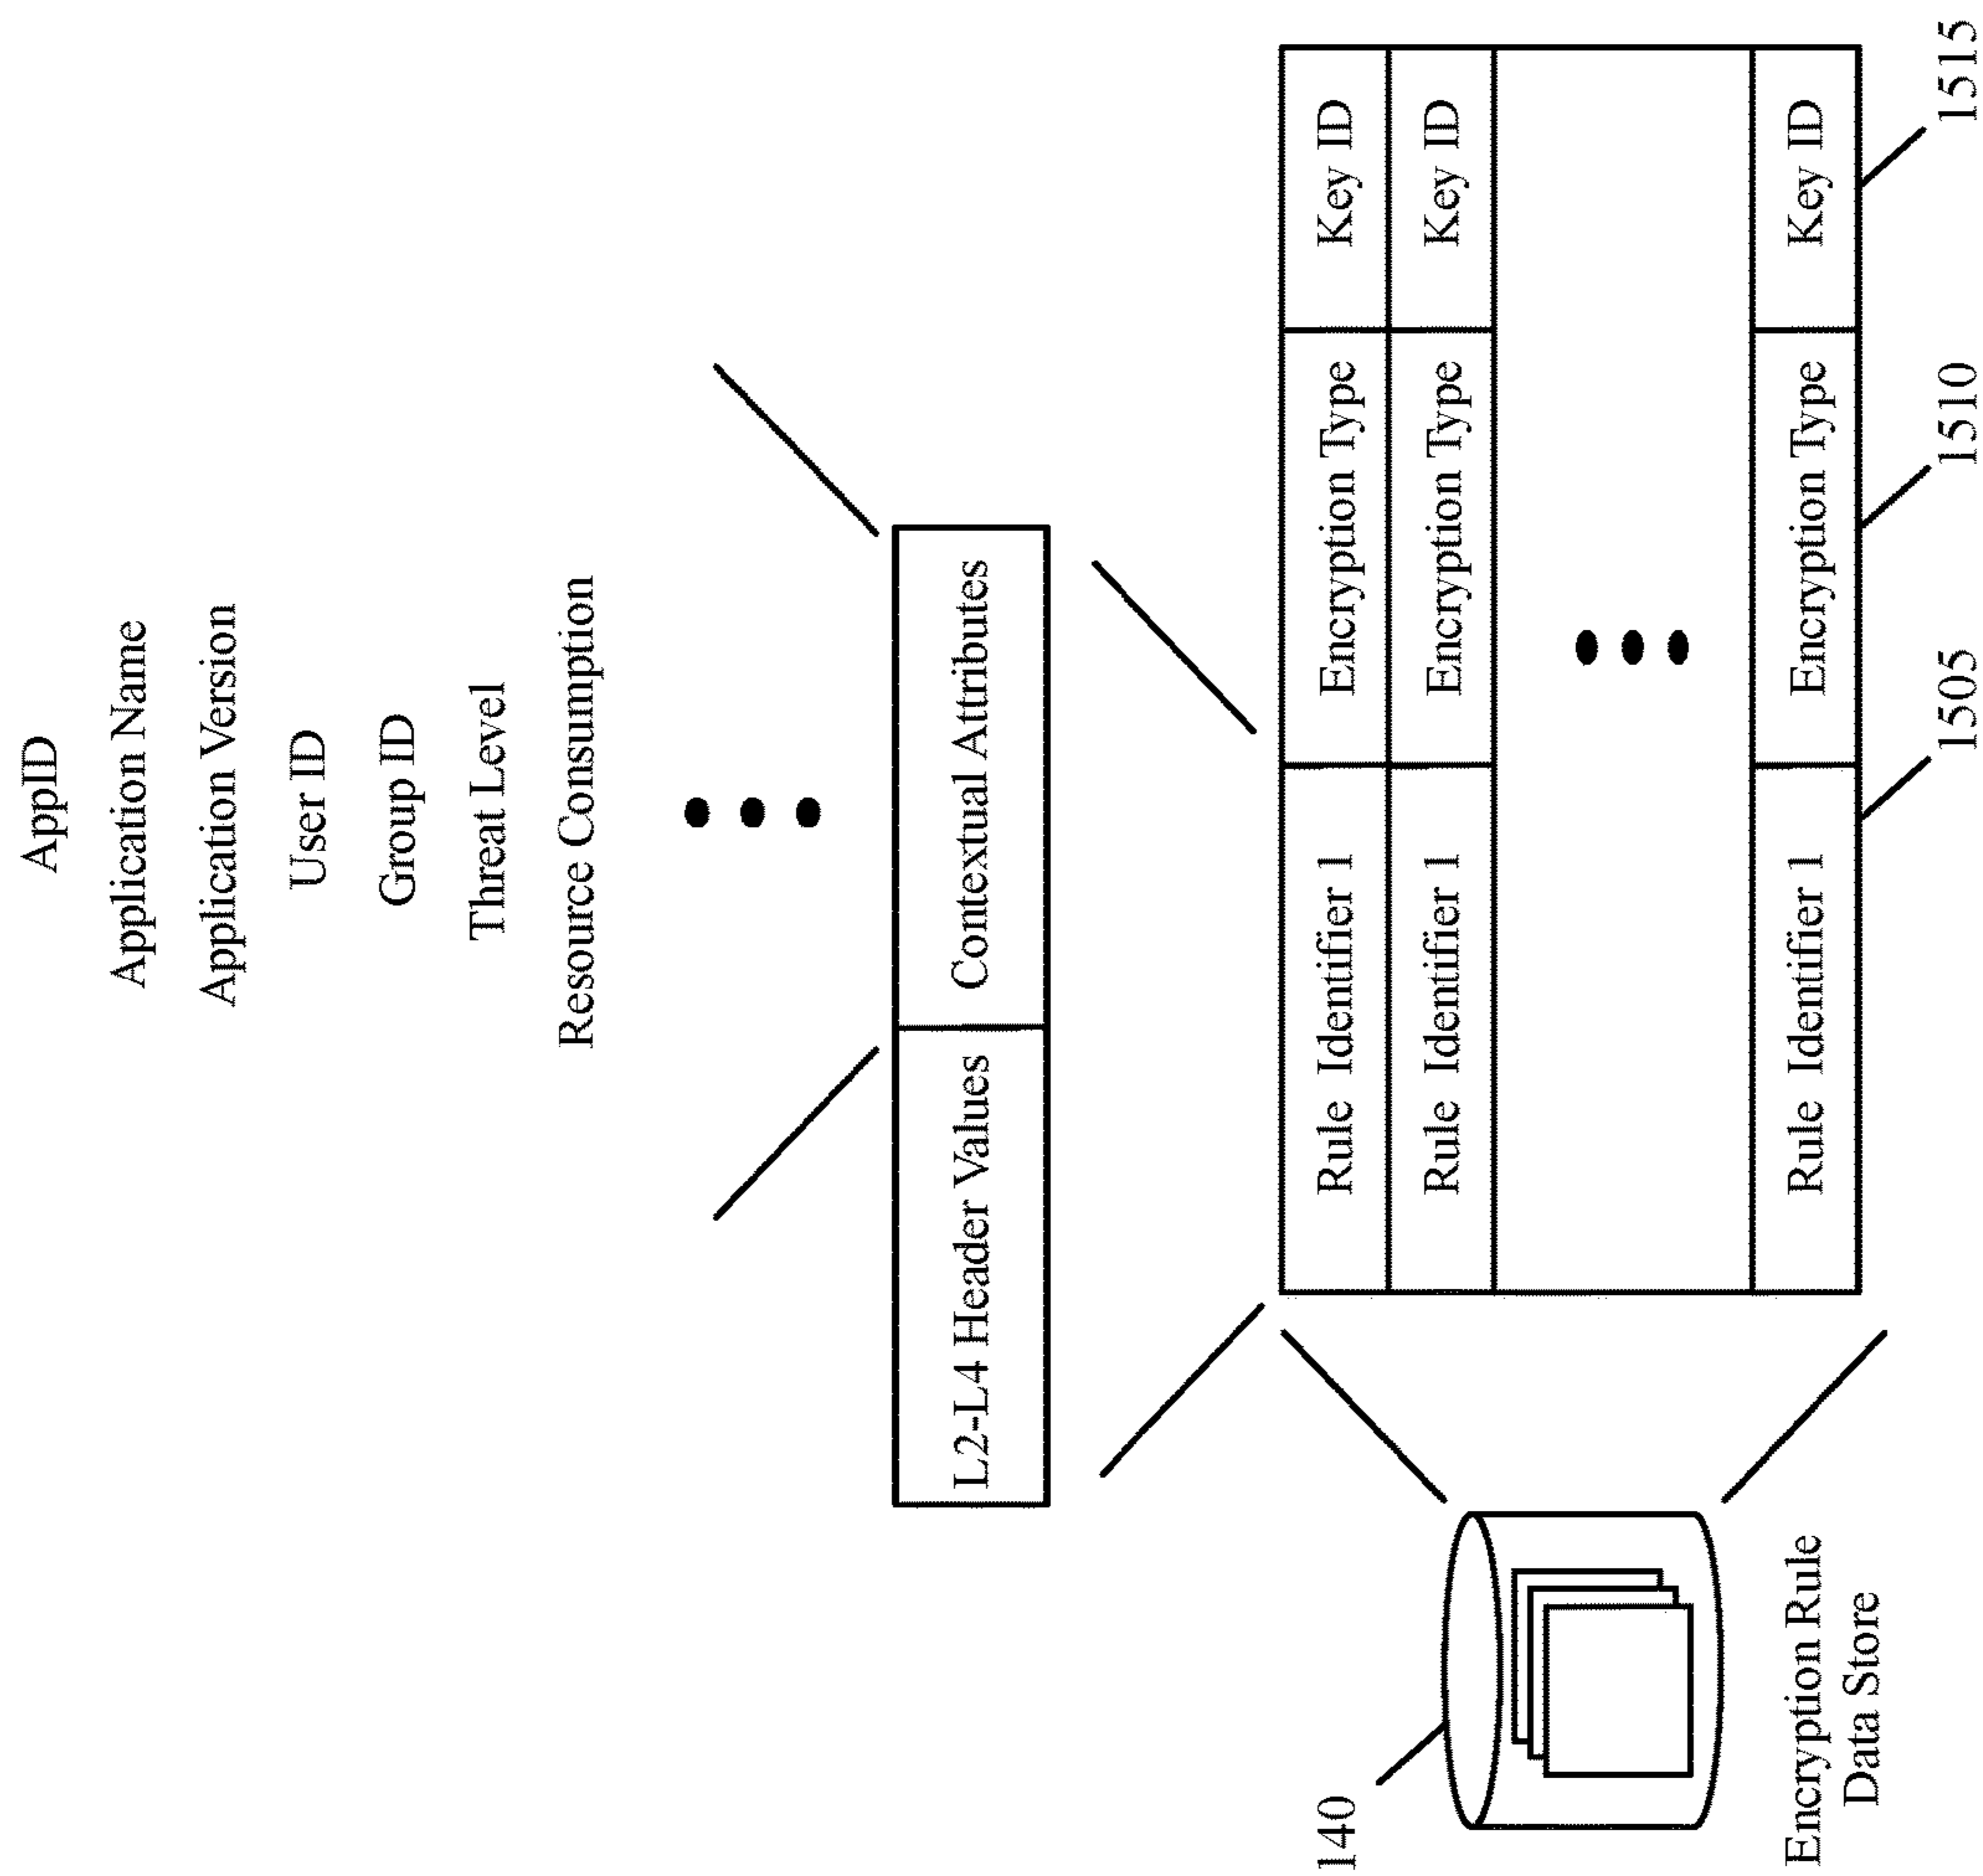 AppID
Application Name
Application Version
User ID
Group ID
Threat Level
Resource Consumption
L2-L4 Header Values
Contextual Attributes
Rule Identifier 1
Encryption Type
Key ID
Rule Identifier 1
Encryption Type
Key ID
Rule Identifier 1
Encryption Type
Key ID
140
Encryption Rule
Data Store
1505
1510
1515